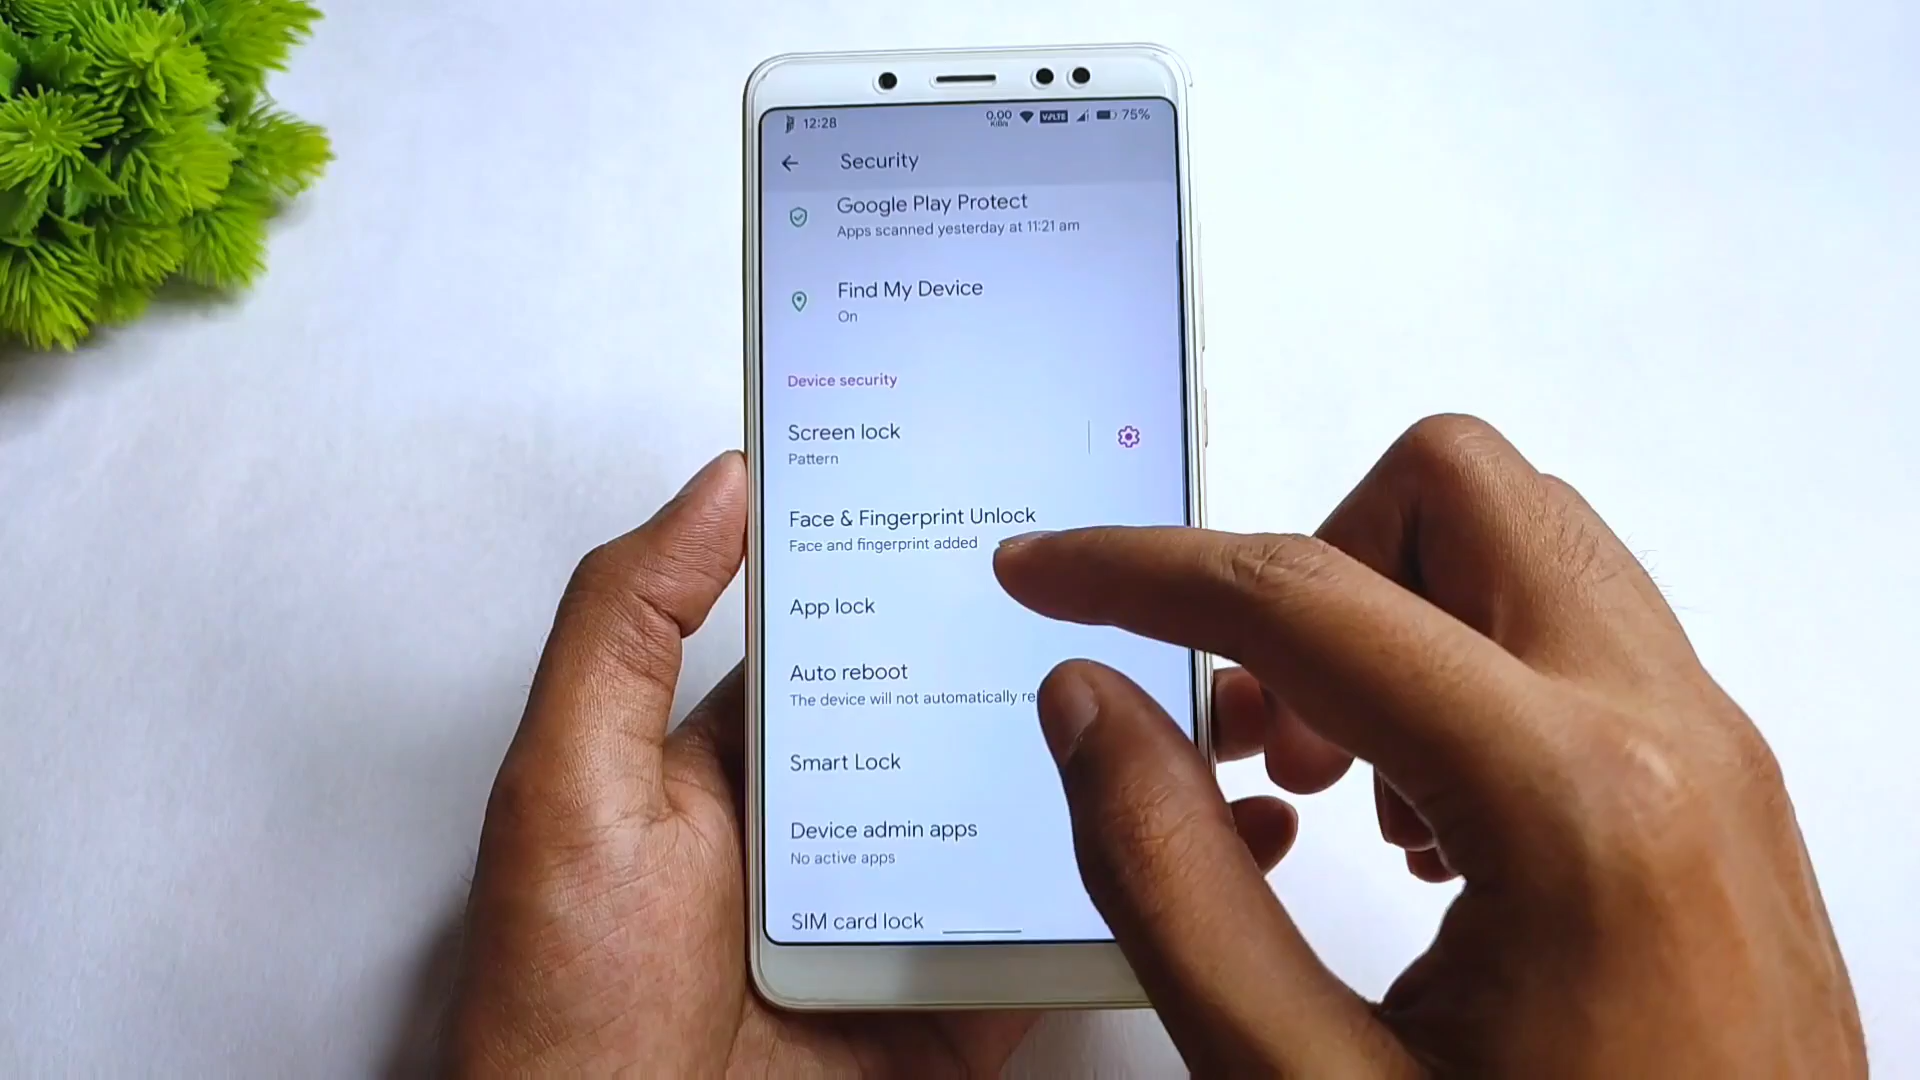 12:28
0.00
KiB/s
VoLTE
75%
Security
Google Play Protect
Apps scanned yesterday at 11:21 am
Find My Device
On
Device security
Screen lock
Pattern
Face & Fingerprint Unlock
Face and fingerprint added
App lock
Auto reboot
The device will not automatically re
Smart Lock
Device admin apps
No active apps
SIM card lock